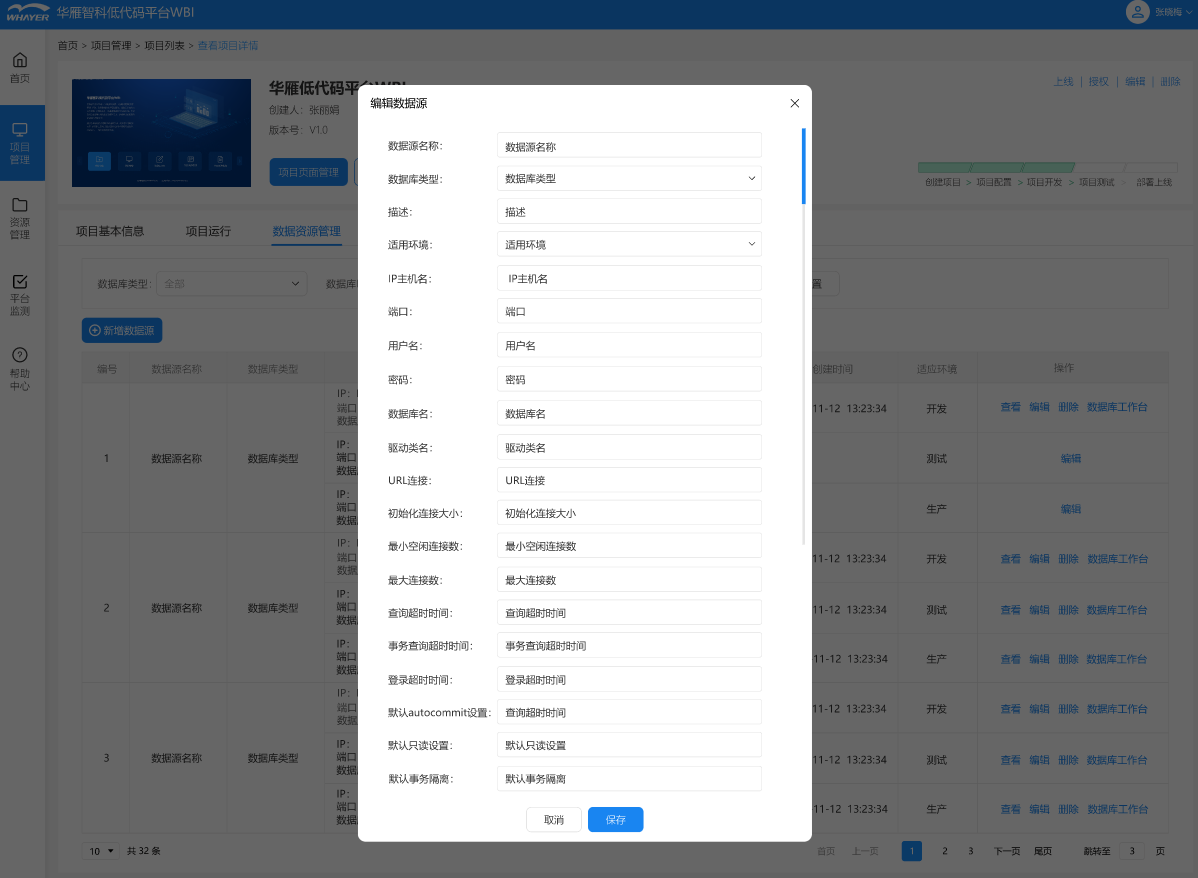 WHAYER 华雁智科低代码平台WBI 张晓梅
首页 > 项目管理 > 项目列表 > 查看项目详情
首页
项目
管理
资源
管理
平台
监测
帮助
中心
华雁低代码平台WBI
创建人: 张丽娟
版本号: V1.0
项目页面管理
上线 | 授权 | 编辑 | 删除
创建项目 > 项目配置 > 项目开发 > 项目测试 部署上线
项目基本信息 项目运行 数据资源管理
数据库类型: 全部 数据库 置
新增数据源
编号 数据源名称 数据库类型 创建时间 适应环境 操作
IP:
端口
数据
11-12 13:23:34 开发 查看 编辑 删除 数据库工作台
1 数据源名称 数据库类型
IP:
端口
数据
测试 编辑
IP:
端口
数据
生产 编辑
IP:
端口
数据
11-12 13:23:34 开发 查看 编辑 删除 数据库工作台
2 数据源名称 数据库类型
IP:
端口
数据
11-12 13:23:34 测试 查看 编辑 删除 数据库工作台
IP:
端口
数据
11-12 13:23:34 生产 查看 编辑 删除 数据库工作台
IP:
端口
数据
11-12 13:23:34 开发 查看 编辑 删除 数据库工作台
3 数据源名称 数据库类型
IP:
端口
数据
11-12 13:23:34 测试 查看 编辑 删除 数据库工作台
IP:
端口
数据
11-12 13:23:34 生产 查看 编辑 删除 数据库工作台
10 共 32 条
首页 上一页 1 2 3 下一页 尾页 跳转至 3 页
编辑数据源
数据源名称: 数据源名称
数据库类型: 数据库类型
描述: 描述
适用环境: 适用环境
IP主机名: IP主机名
端口: 端口
用户名: 用户名
密码: 密码
数据库名: 数据库名
驱动类名: 驱动类名
URL连接: URL连接
初始化连接大小: 初始化连接大小
最小空闲连接数: 最小空闲连接数
最大连接数: 最大连接数
查询超时时间: 查询超时时间
事务查询超时时间: 事务查询超时时间
登录超时时间: 登录超时时间
默认autocommit设置: 查询超时时间
默认只读设置: 默认只读设置
默认事务隔离: 默认事务隔离
取消 保存